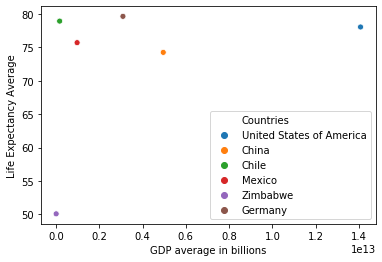 80
75
70
65
60
55
50
Life Expectancy Average
Countries
United States of America
China
Chile
Mexico
Zimbabwe
Germany
0.0 0.2 0.4 0.6 0.8 1.0 1.2 1.4
1e13
GDP average in billions